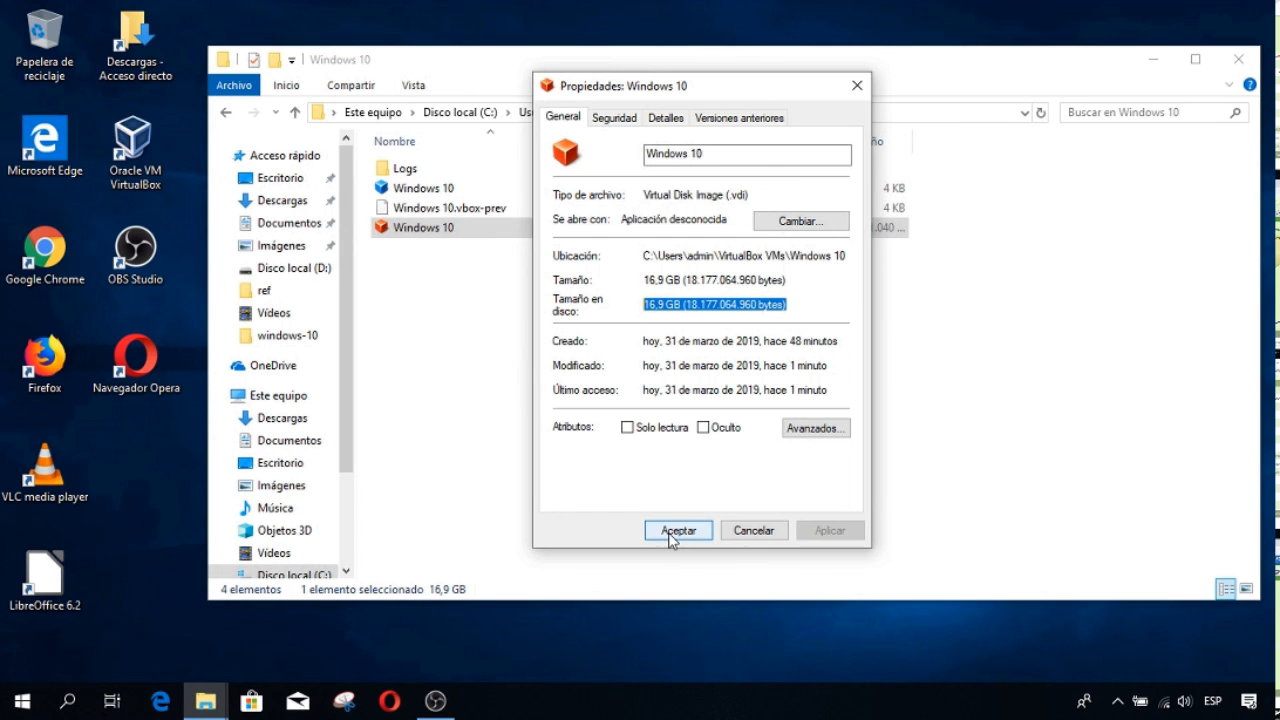 Papelera de
reciclaje
Descargas -
Acceso directo
Microsoft Edge
Oracle VM
VirtualBox
Google Chrome
OBS Studio
Firefox
Navegador Opera
VLC media player
LibreOffice 6.2
Windows 10
Archivo
Inicio
Compartir
Vista
Este equipo
Disco local (C:)
Buscar en Windows 10
Acceso rápido
Escritorio
Descargas
Documentos
Imágenes
Disco local (D:)
ref
Vídeos
windows-10
OneDrive
Este equipo
Descargas
Documentos
Escritorio
Imágenes
Música
Objetos 3D
Vídeos
Disco local (C:)
Nombre
Logs
Windows 10
Windows 10.vbox-prev
Windows 10
4 KB
4 KB
.040 ...
4 elementos
1 elemento seleccionado 16,9 GB
Propiedades: Windows 10
General
Seguridad
Detalles
Versiones anteriores
Windows 10
Tipo de archivo: Virtual Disk Image (.vdi)
Se abre con: Aplicación desconocida
Cambiar...
Ubicación: C:\Users\admin\VirtualBox VMs\Windows 10
Tamaño: 16,9 GB (18.177.064.960 bytes)
Tamaño en
disco: 16,9 GB (18.177.064.960 bytes)
Creado: hoy, 31 de marzo de 2019, hace 48 minutos
Modificado: hoy, 31 de marzo de 2019, hace 1 minuto
Último acceso: hoy, 31 de marzo de 2019, hace 1 minuto
Atributos: Solo lectura Oculto
Avanzados...
Aceptar
Cancelar
Aplicar
ESP